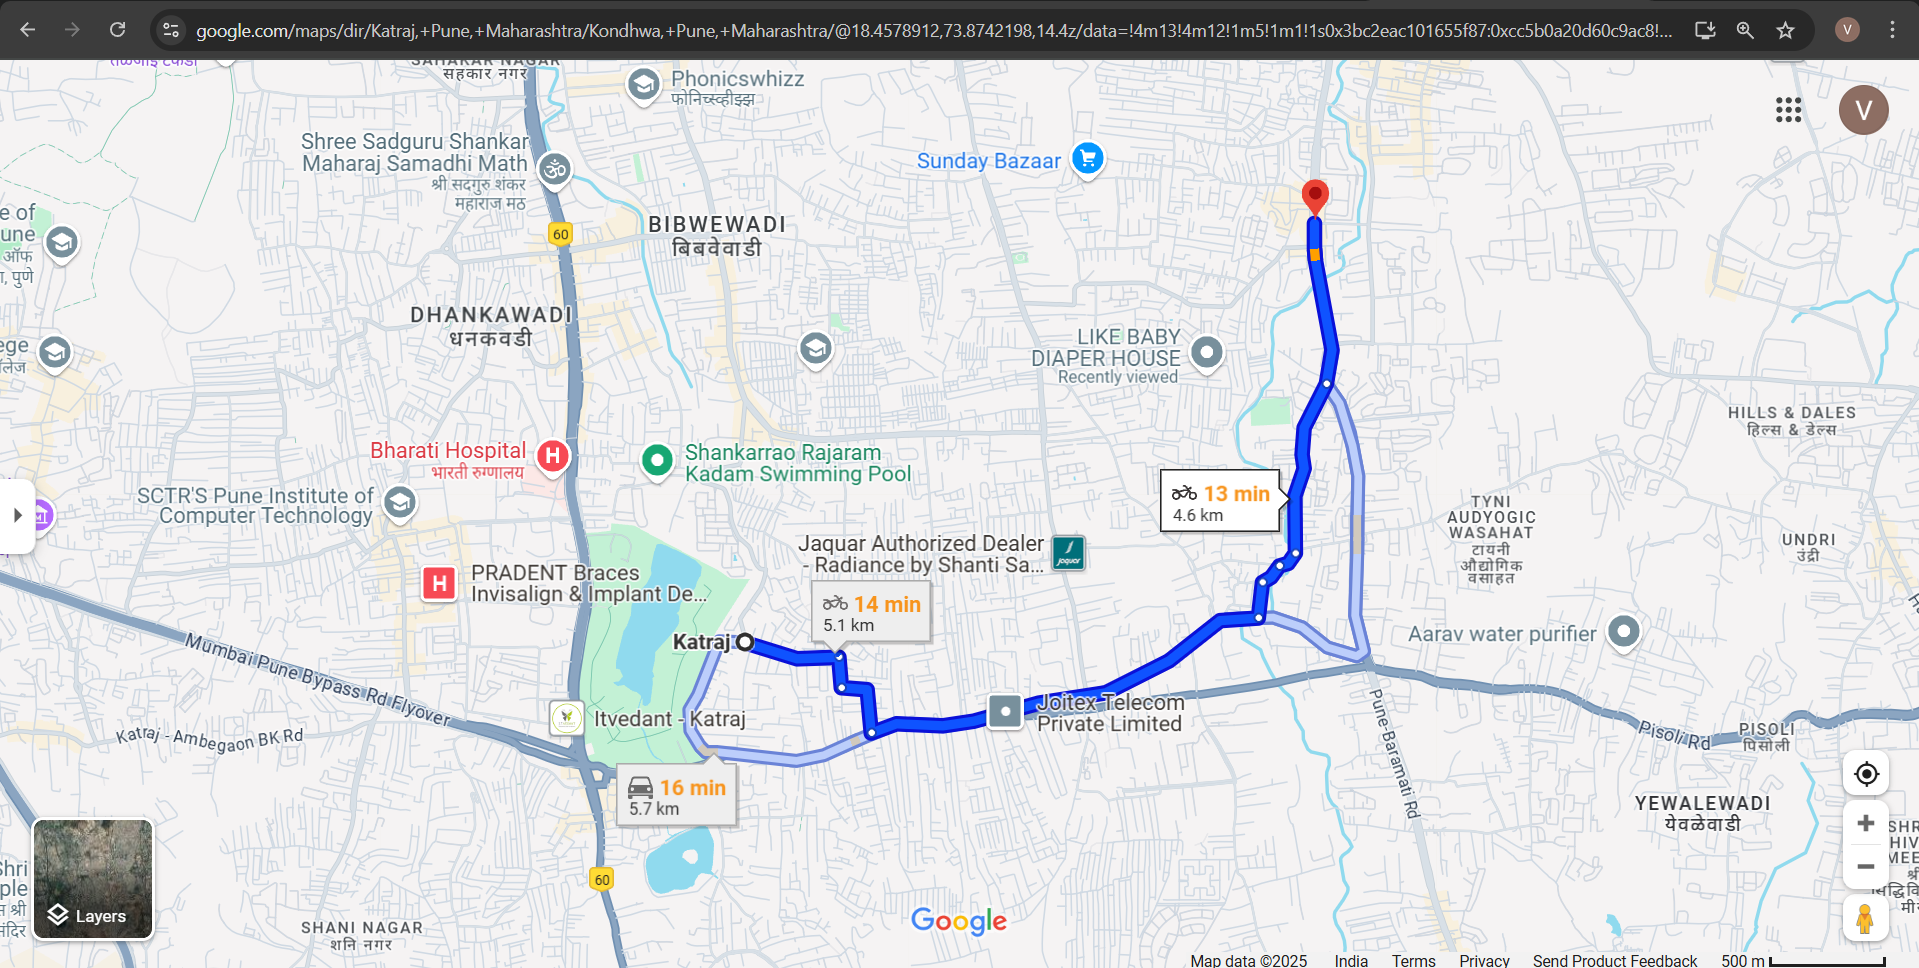 google.com/maps/dir/Katraj,+Pune,+Maharashtra/Kondhwa,+Pune,+Maharashtra/@18.4578912,73.8742198,14.4z/data=!4m13!4m12!1m5!1m1!1s0x3bc2eac101655f87:0xcc5b0a20d60c9ac8!...
V
V
SAHAKAR NAGAR
सहकार नगर
Phonicswhizz
फोनिच्स्व्हीझ्झ
Shree Sadguru Shankar
Maharaj Samadhi Math
श्री सदगुरु शंकर
महाराज मठ
Sunday Bazaar
e of
une
ऑफ
, पुणे
60
BIBWEWADI
बिबवेवाडी
DHANKAWADI
धनकवडी
LIKE BABY
DIAPER HOUSE
Recently viewed
ege
लेज
HILLS & DALES
हिल्स & डेल्स
Bharati Hospital
भारती रुग्णालय
H
Shankarrao Rajaram
Kadam Swimming Pool
SCTR'S Pune Institute of
Computer Technology
13 min
4.6 km
TYNI
AUDYOGIC
WASAHAT
टायनी
औद्योगिक
वसाहत
UNDRI
उंद्री
Jaquar Authorized Dealer
- Radiance by Shanti Sa...
Jaquar
H
PRADENT Braces
Invisalign & Implant De...
14 min
5.1 km
Katraj
Aarav water purifier
Mumbai Pune Bypass Rd Flyover
Itvedant - Katraj
Joitex Telecom
Private Limited
Katraj - Ambegaon BK Rd
Pune Baramati Rd
Pisoli Rd
PISOLI
पिसोली
16 min
5.7 km
YEWALEWADI
येवळेवाडी
SHR
HIV
MEE
श्री
सिद्धिवि
60
Shri
ple
श्री
मंदिर
Layers
SHANI NAGAR
शनि नगर
Google
Map data ©2025 India Terms Privacy Send Product Feedback 500 m